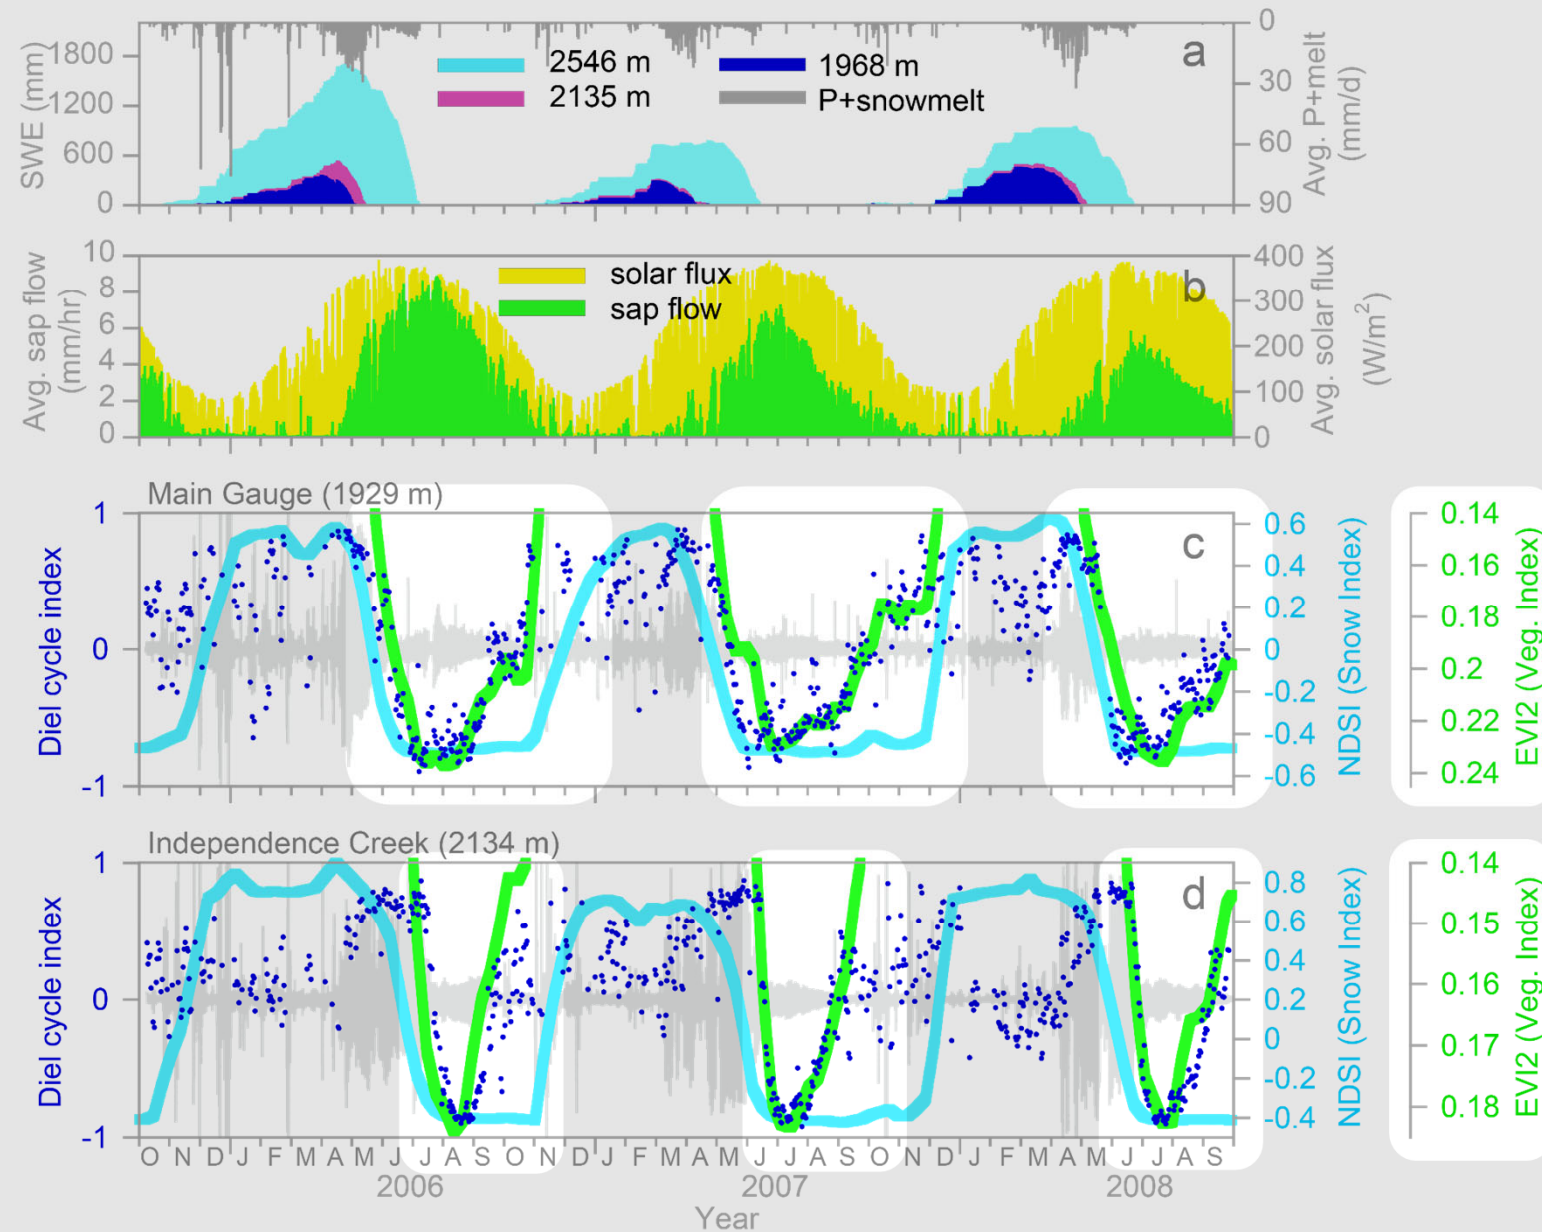 SWE (mm)
1800
1200
600
0
2546 m
2135 m
1968 m
P+snowmelt
a
0
30
60
90
Avg. P+melt
(mm/d)
Avg. sap flow
(mm/hr)
10
8
6
4
2
0
solar flux
sap flow
b
400
300
200
100
0
Avg. solar flux
(W/m²)
Main Gauge (1929 m)
Diel cycle index
1
0
-1
c
0.6
0.4
0.2
0
-0.2
-0.4
-0.6
NDSI (Snow Index)
0.14
0.16
0.18
0.2
0.22
0.24
EVI2 (Veg. Index)
Independence Creek (2134 m)
Diel cycle index
1
0
-1
d
0.8
0.6
0.4
0.2
0
-0.2
-0.4
NDSI (Snow Index)
0.14
0.15
0.16
0.17
0.18
EVI2 (Veg. Index)
O N D J F M A M J J A S O N D J F M A M J J A S O N D J F M A M J J A S
2006 2007 2008
Year